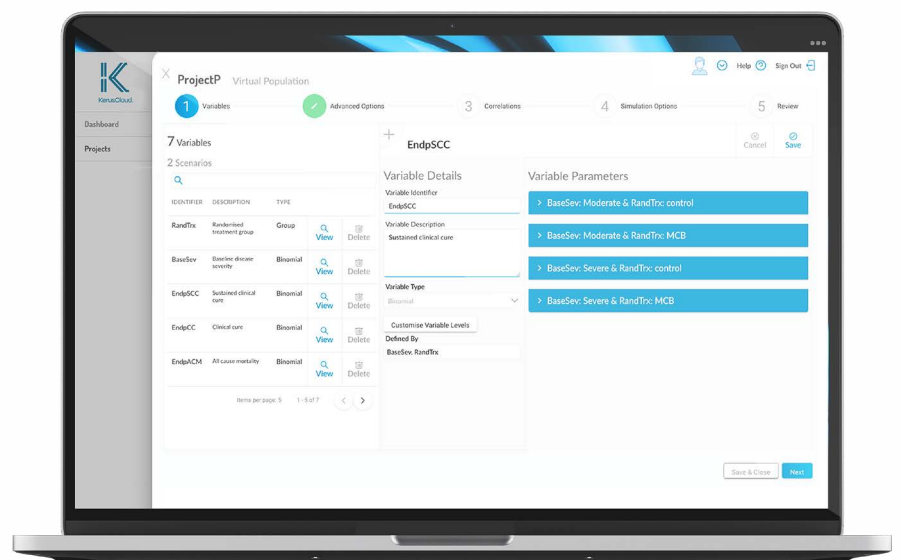 KerusCloud.
Dashboard
Projects
ProjectP Virtual Population
Help
Sign Out
1 Variables
Advanced Options
3 Correlations
4 Simulation Options
5 Review
7 Variables
2 Scenarios
IDENTIFIER DESCRIPTION TYPE
RandTrx Randomised treatment group Group View Delete
BaseSev Baseline disease severity Binomial View Delete
EndpSCC Sustained clinical cure Binomial View Delete
EndpCC Clinical cure Binomial View Delete
EndpACM All cause mortality Binomial View Delete
Items per page: 5 1 - 5 of 7
EndpSCC
Cancel
Save
Variable Details
Variable Identifier
EndpSCC
Variable Description
Sustained clinical cure
Variable Type
Binomial
Customise Variable Levels
Defined By
BaseSev, RandTrx
Variable Parameters
BaseSev: Moderate & RandTrx: control
BaseSev: Moderate & RandTrx: MCB
BaseSev: Severe & RandTrx: control
BaseSev: Severe & RandTrx: MCB
Save & Close
Next